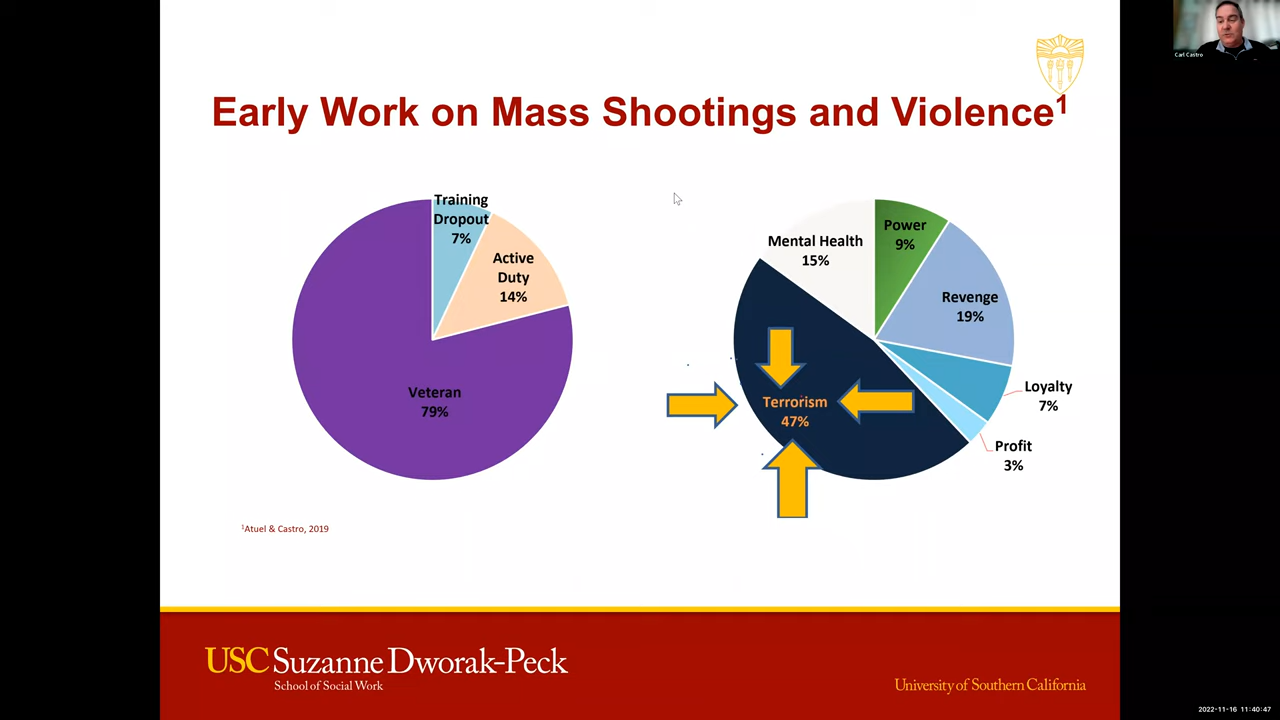 Carl Castro
Early Work on Mass Shootings and Violence¹
Training
Dropout
7%
Active
Duty
14%
Veteran
79%
Mental Health
15%
Power
9%
Revenge
19%
Loyalty
7%
Profit
3%
Terrorism
47%
¹Atuel & Castro, 2019
USC Suzanne Dworak-Peck
School of Social Work
University of Southern California
2022-11-16 11:40:47